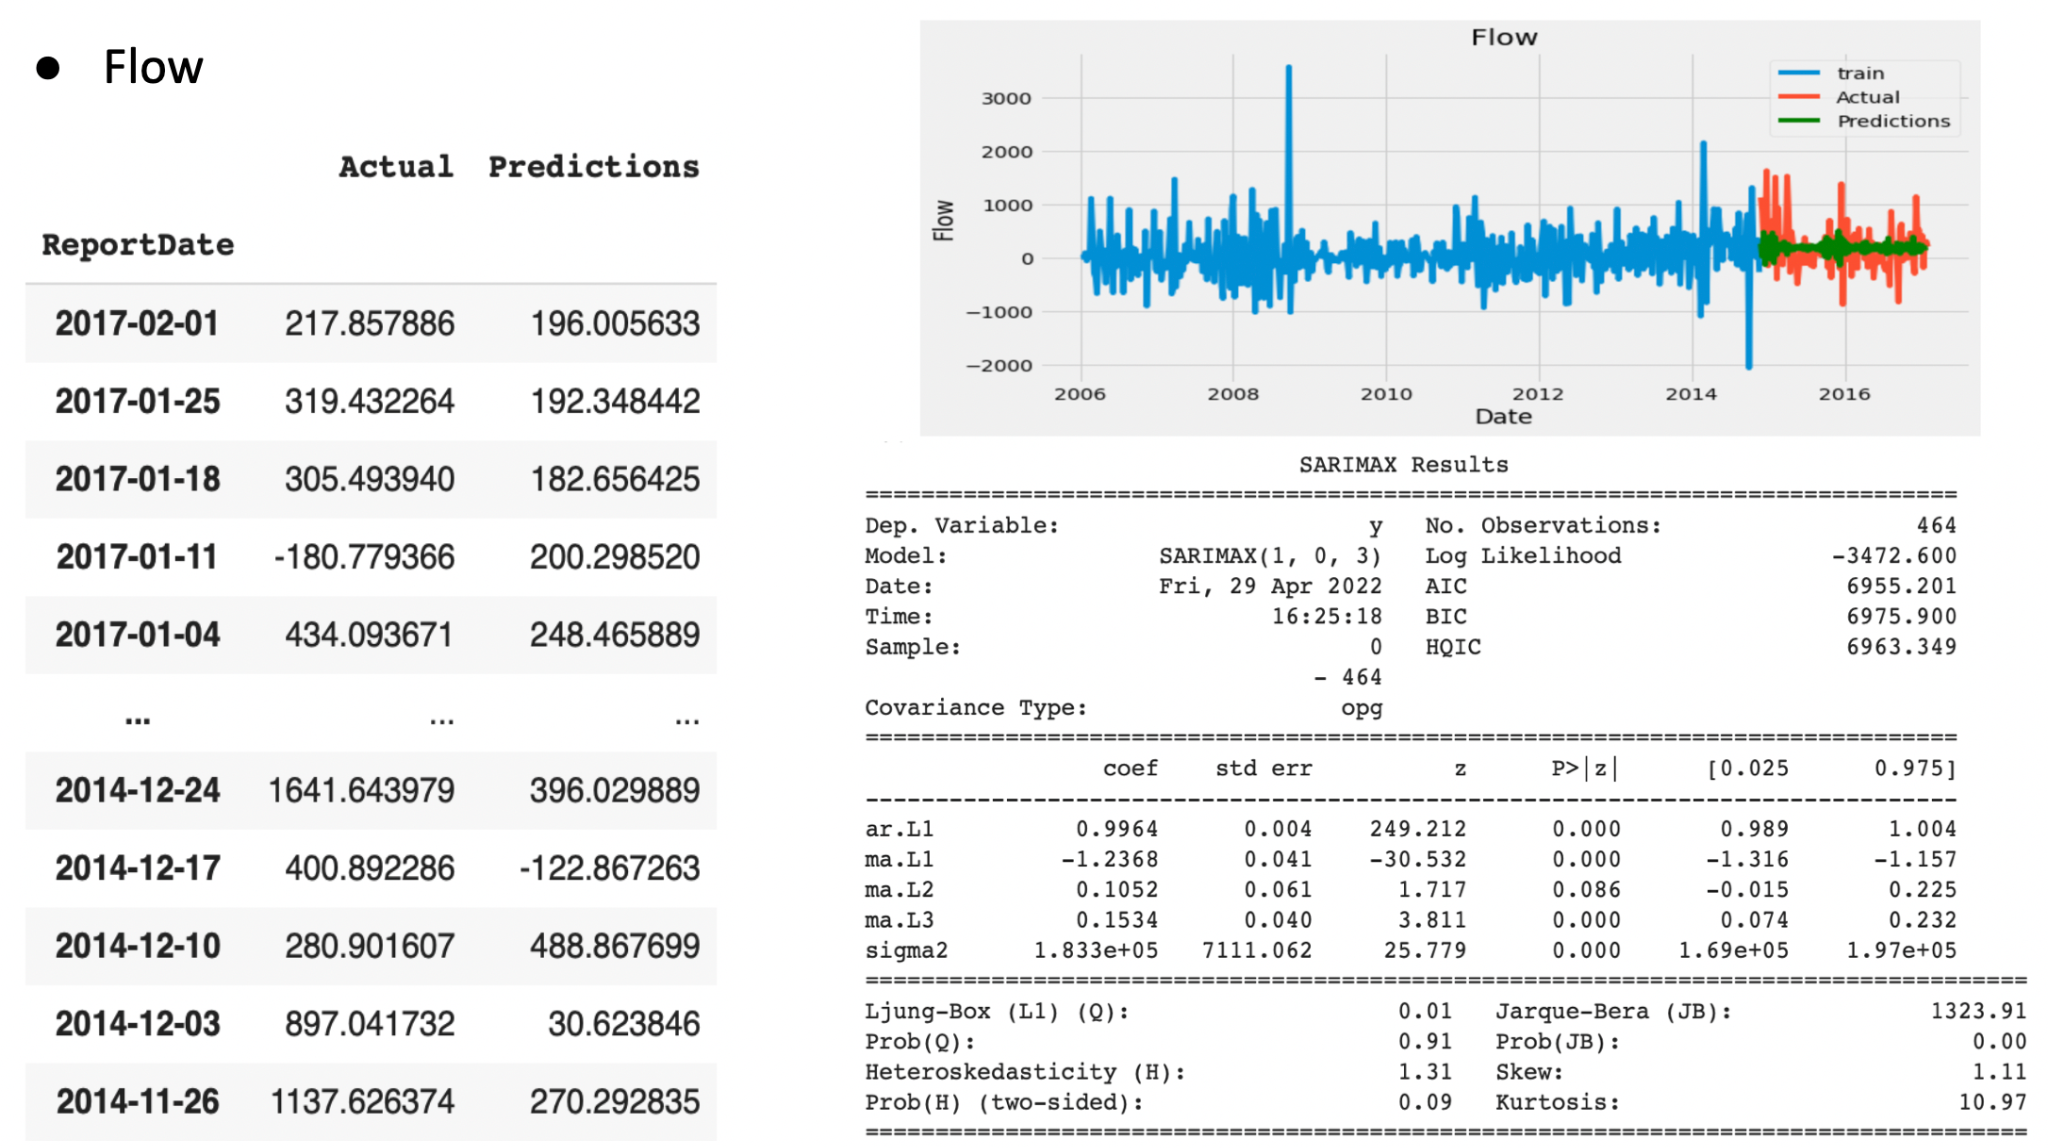 ● Flow
Actual Predictions
ReportDate
2017-02-01 217.857886 196.005633
2017-01-25 319.432264 192.348442
2017-01-18 305.493940 182.656425
2017-01-11 -180.779366 200.298520
2017-01-04 434.093671 248.465889
... ... ...
2014-12-24 1641.643979 396.029889
2014-12-17 400.892286 -122.867263
2014-12-10 280.901607 488.867699
2014-12-03 897.041732 30.623846
2014-11-26 1137.626374 270.292835
Flow
train
Actual
Predictions
3000
2000
1000
0
−1000
−2000
Flow
2006 2008 2010 2012 2014 2016
Date
SARIMAX Results
==============================================================================
Dep. Variable: y No. Observations: 464
Model: SARIMAX(1, 0, 3) Log Likelihood -3472.600
Date: Fri, 29 Apr 2022 AIC 6955.201
Time: 16:25:18 BIC 6975.900
Sample: 0 HQIC 6963.349
- 464
Covariance Type: opg
==============================================================================
coef std err z P>|z| [0.025 0.975]
------------------------------------------------------------------------------
ar.L1 0.9964 0.004 249.212 0.000 0.989 1.004
ma.L1 -1.2368 0.041 -30.532 0.000 -1.316 -1.157
ma.L2 0.1052 0.061 1.717 0.086 -0.015 0.225
ma.L3 0.1534 0.040 3.811 0.000 0.074 0.232
sigma2 1.833e+05 7111.062 25.779 0.000 1.69e+05 1.97e+05
===================================================================================
Ljung-Box (L1) (Q): 0.01 Jarque-Bera (JB): 1323.91
Prob(Q): 0.91 Prob(JB): 0.00
Heteroskedasticity (H): 1.31 Skew: 1.11
Prob(H) (two-sided): 0.09 Kurtosis: 10.97
===================================================================================